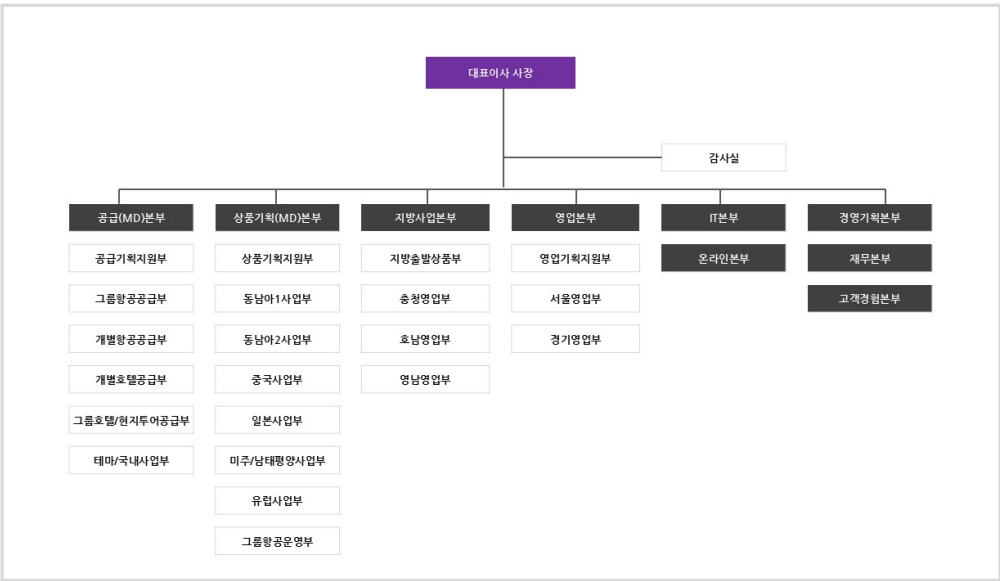 대표이사 사장
감사실
공급(MD)본부
공급기획지원부
그룹항공공급부
개별항공공급부
개별호텔공급부
그룹호텔/현지투어공급부
테마/국내사업부
상품기획(MD)본부
상품기획지원부
동남아1사업부
동남아2사업부
중국사업부
일본사업부
미주/남태평양사업부
유럽사업부
그룹항공운영부
지방사업본부
지방출발상품부
충청영업부
호남영업부
영남영업부
영업본부
영업기획지원부
서울영업부
경기영업부
IT본부
온라인본부
경영기획본부
재무본부
고객경험본부